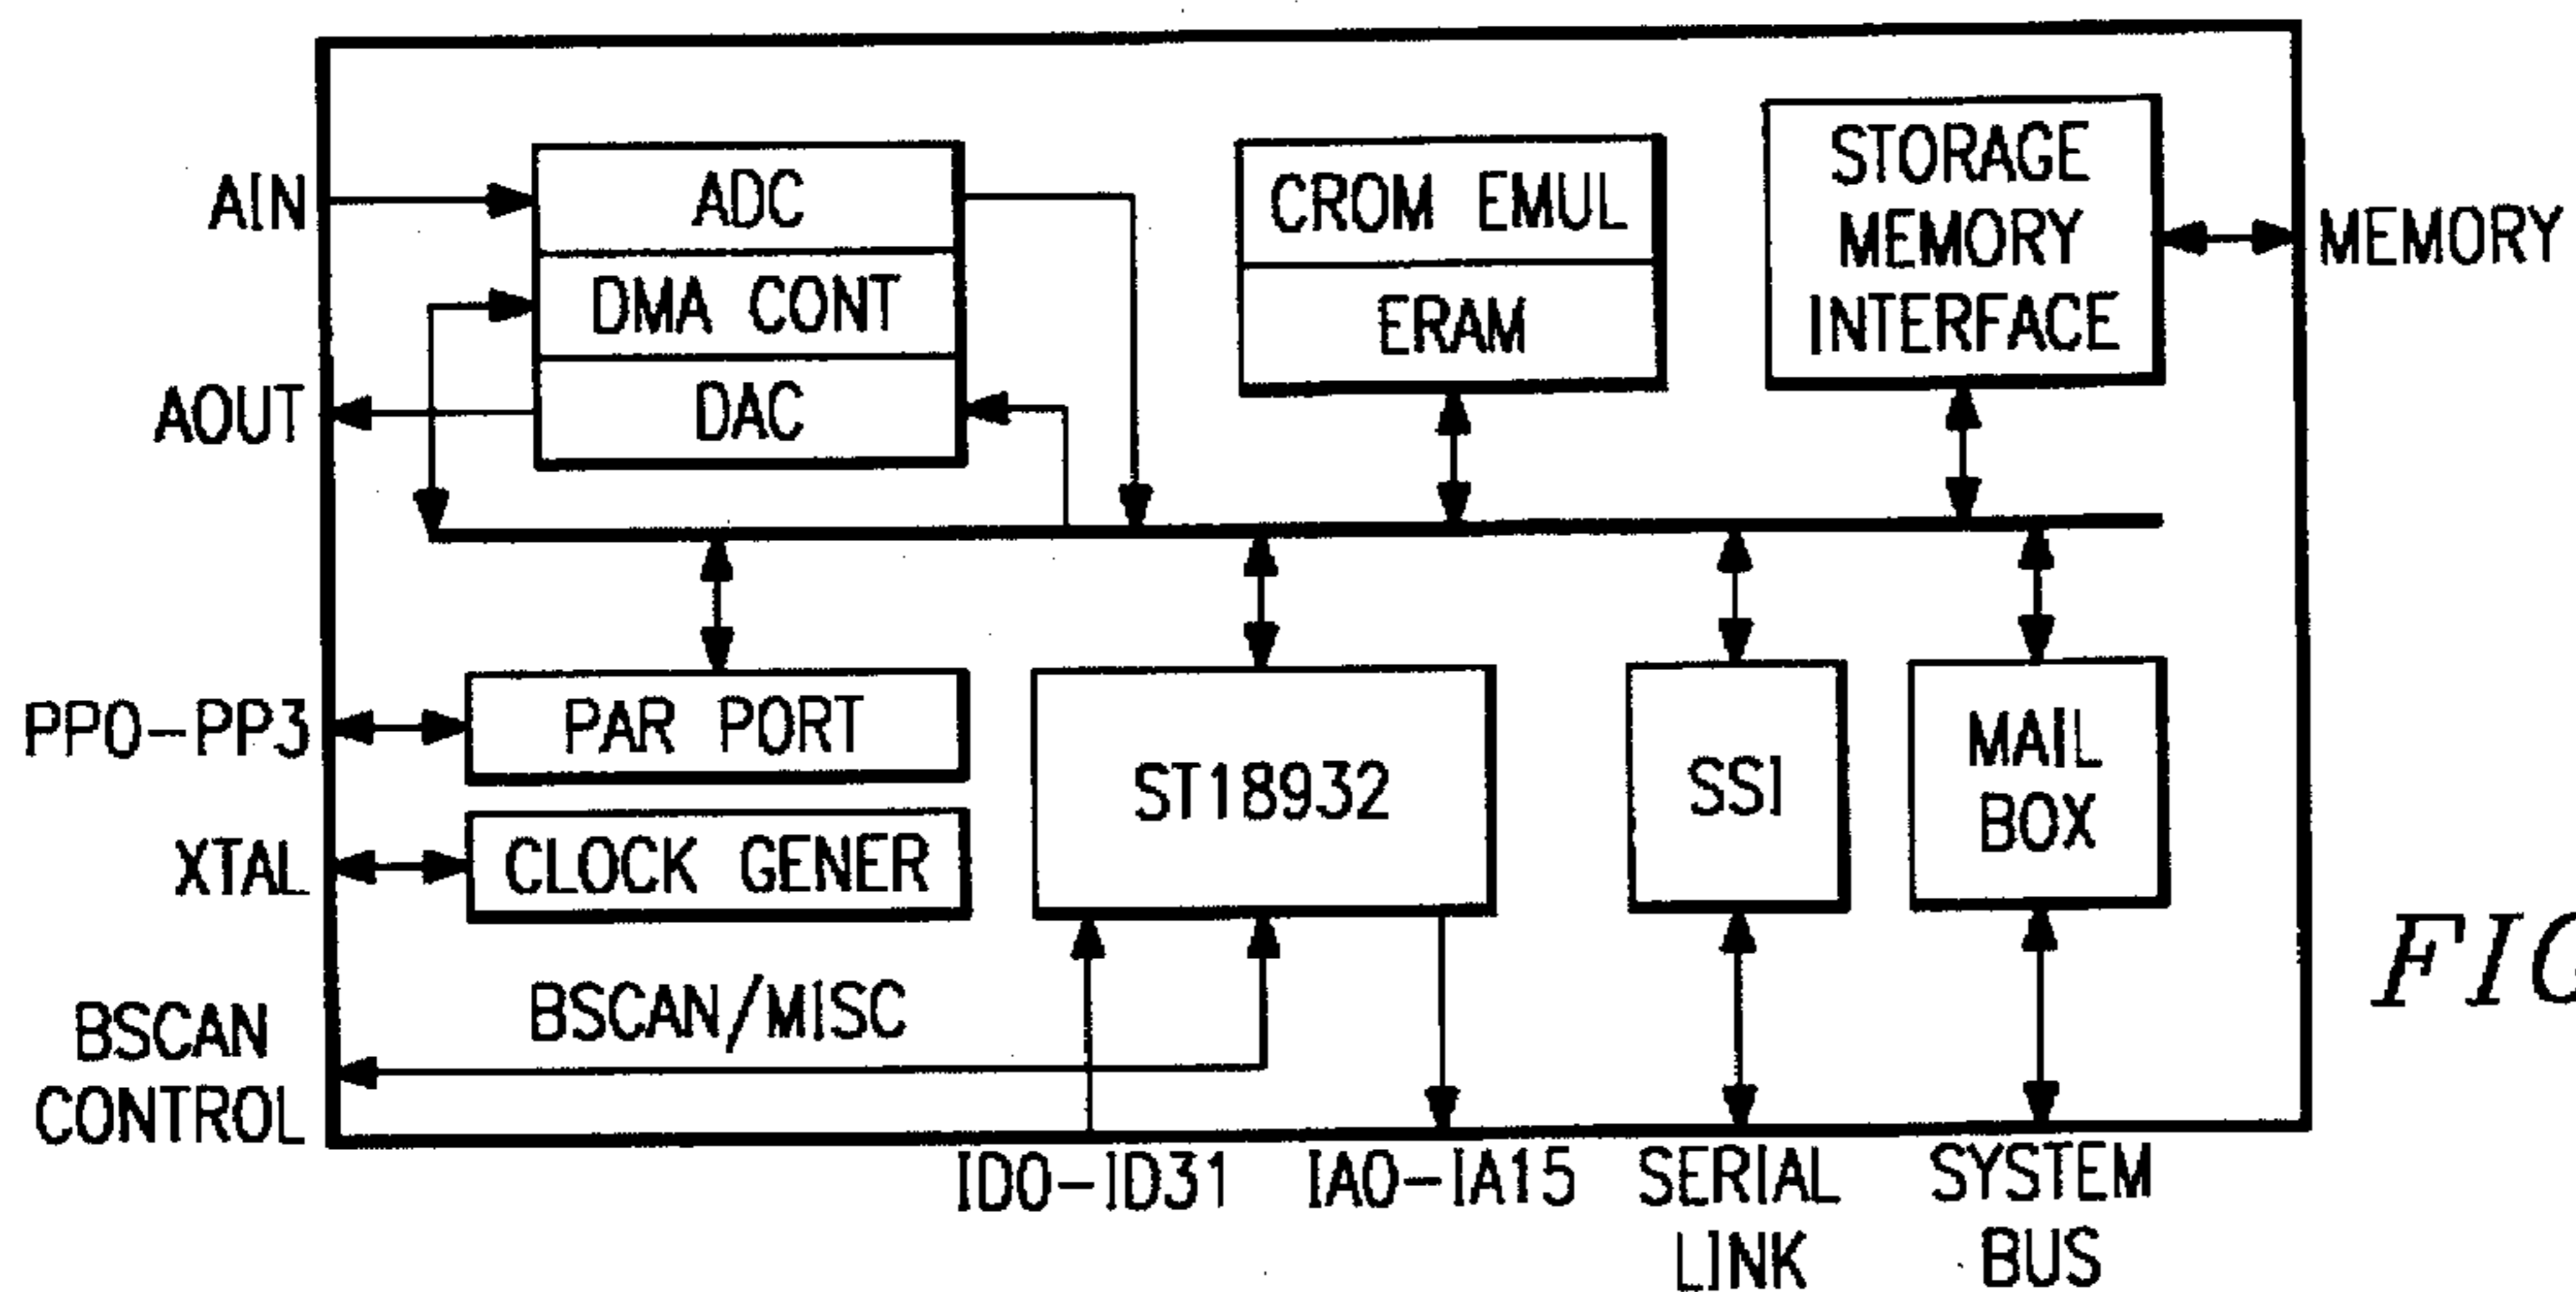 AIN
ADC
DMA CONT
AOUT
DAC
CROM EMUL
ERAM
STORAGE
MEMORY
INTERFACE
MEMORY
PP0-PP3
PAR PORT
XTAL
CLOCK GENER
ST18932
SSI
MAIL
BOX
BSCAN
CONTROL
BSCAN/MISC
ID0-ID31
IA0-IA15
SERIAL
LINK
SYSTEM
BUS